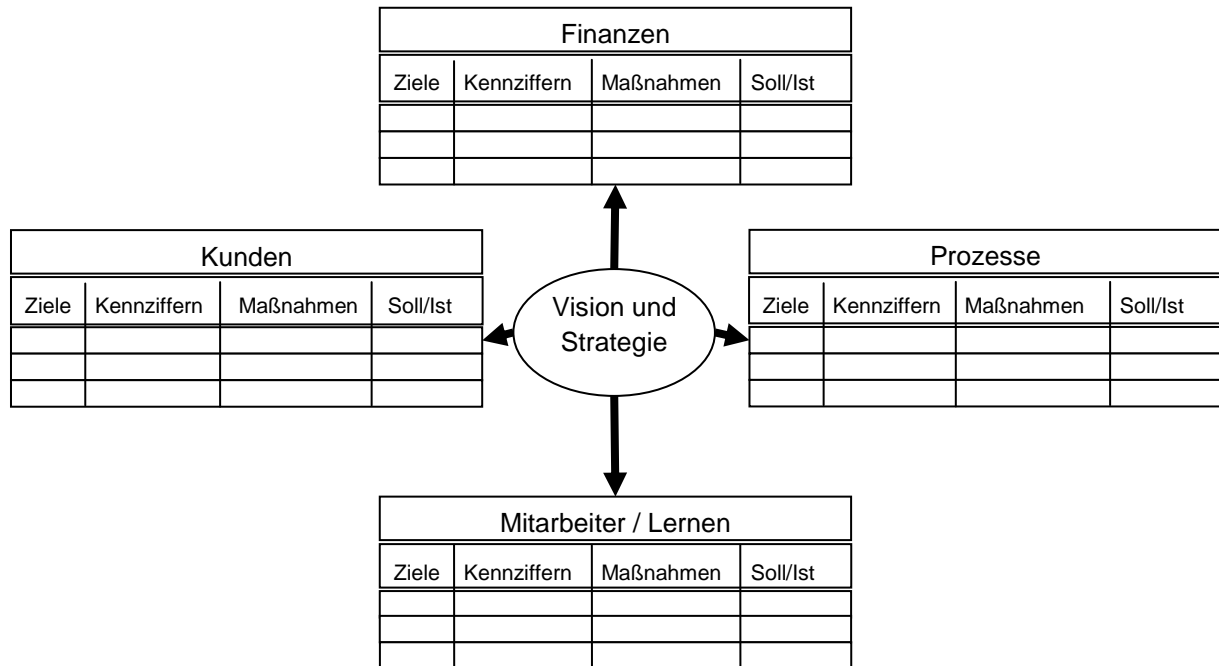 Finanzen
Ziele Kennziffern Maßnahmen Soll/Ist
Kunden
Ziele Kennziffern Maßnahmen Soll/Ist
Vision und
Strategie
Prozesse
Ziele Kennziffern Maßnahmen Soll/Ist
Mitarbeiter / Lernen
Ziele Kennziffern Maßnahmen Soll/Ist